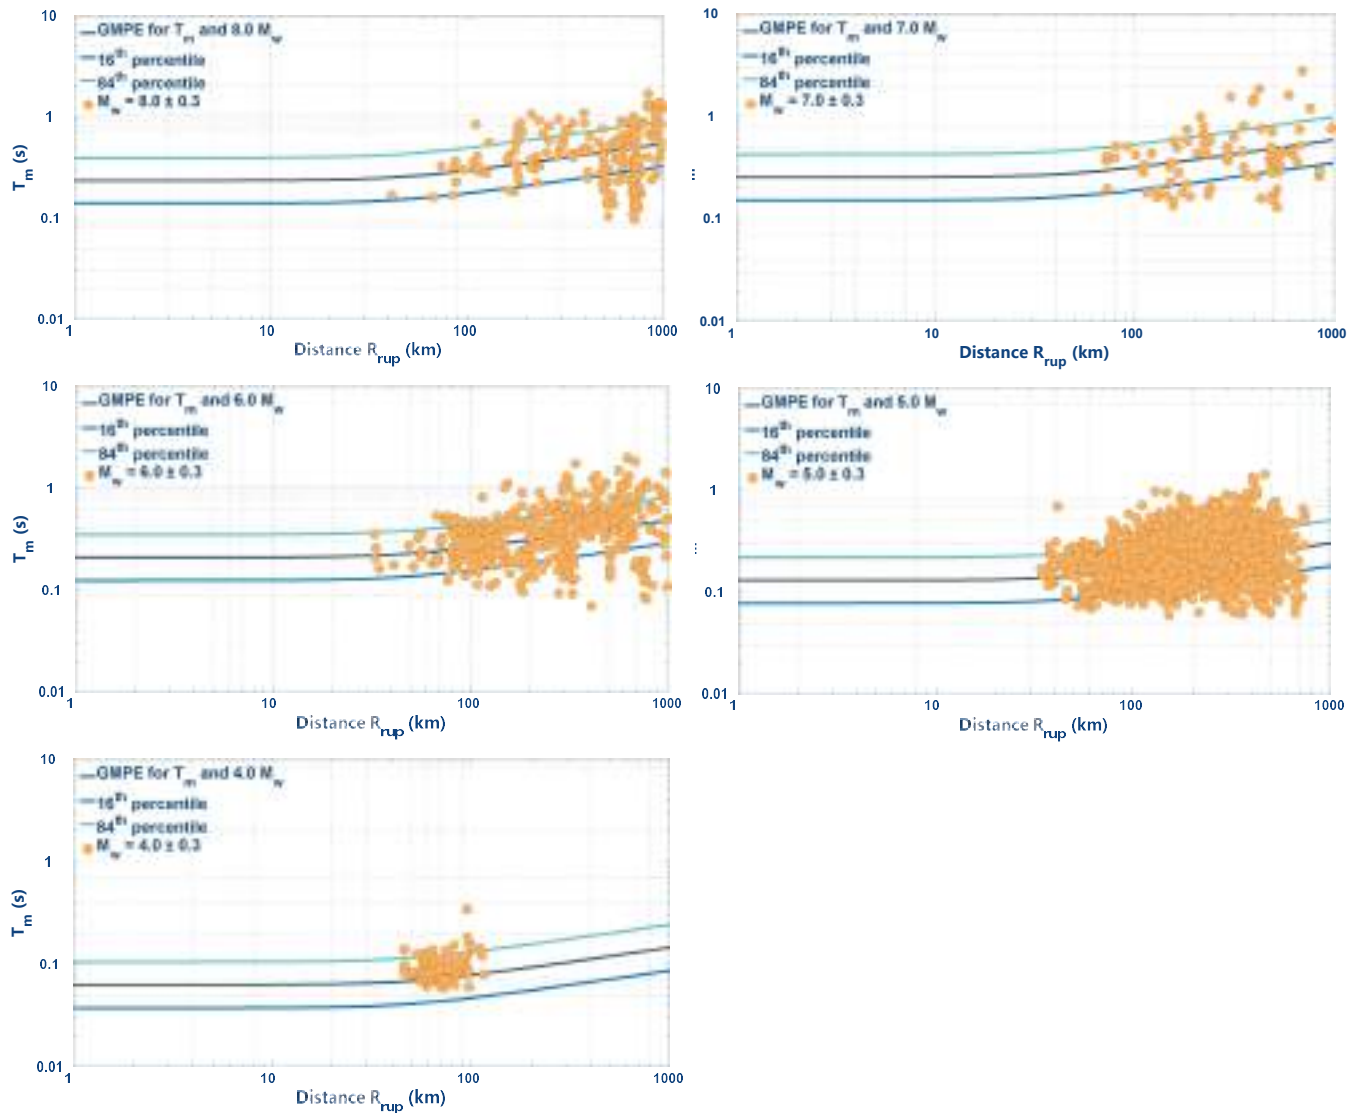 10
GMPE for Tm and 8.0 Mw
16th percentile
84th percentile
Mw = 8.0 ± 0.3
1
Tm (s)
0.1
0.01
1
10
100
1000
Distance Rrup (km)
10
GMPE for Tm and 7.0 Mw
16th percentile
84th percentile
Mw = 7.0 ± 0.3
1
...
0.1
0.01
1
10
100
1000
Distance Rrup (km)
10
GMPE for Tm and 6.0 Mw
16th percentile
84th percentile
Mw = 6.0 ± 0.3
1
Tm (s)
0.1
0.01
1
10
100
1000
Distance Rrup (km)
10
GMPE for Tm and 5.0 Mw
16th percentile
84th percentile
Mw = 5.0 ± 0.3
1
...
0.1
0.01
1
10
100
1000
Distance Rrup (km)
10
GMPE for Tm and 4.0 Mw
16th percentile
84th percentile
Mw = 4.0 ± 0.3
1
Tm (s)
0.1
0.01
1
10
100
1000
Distance Rrup (km)